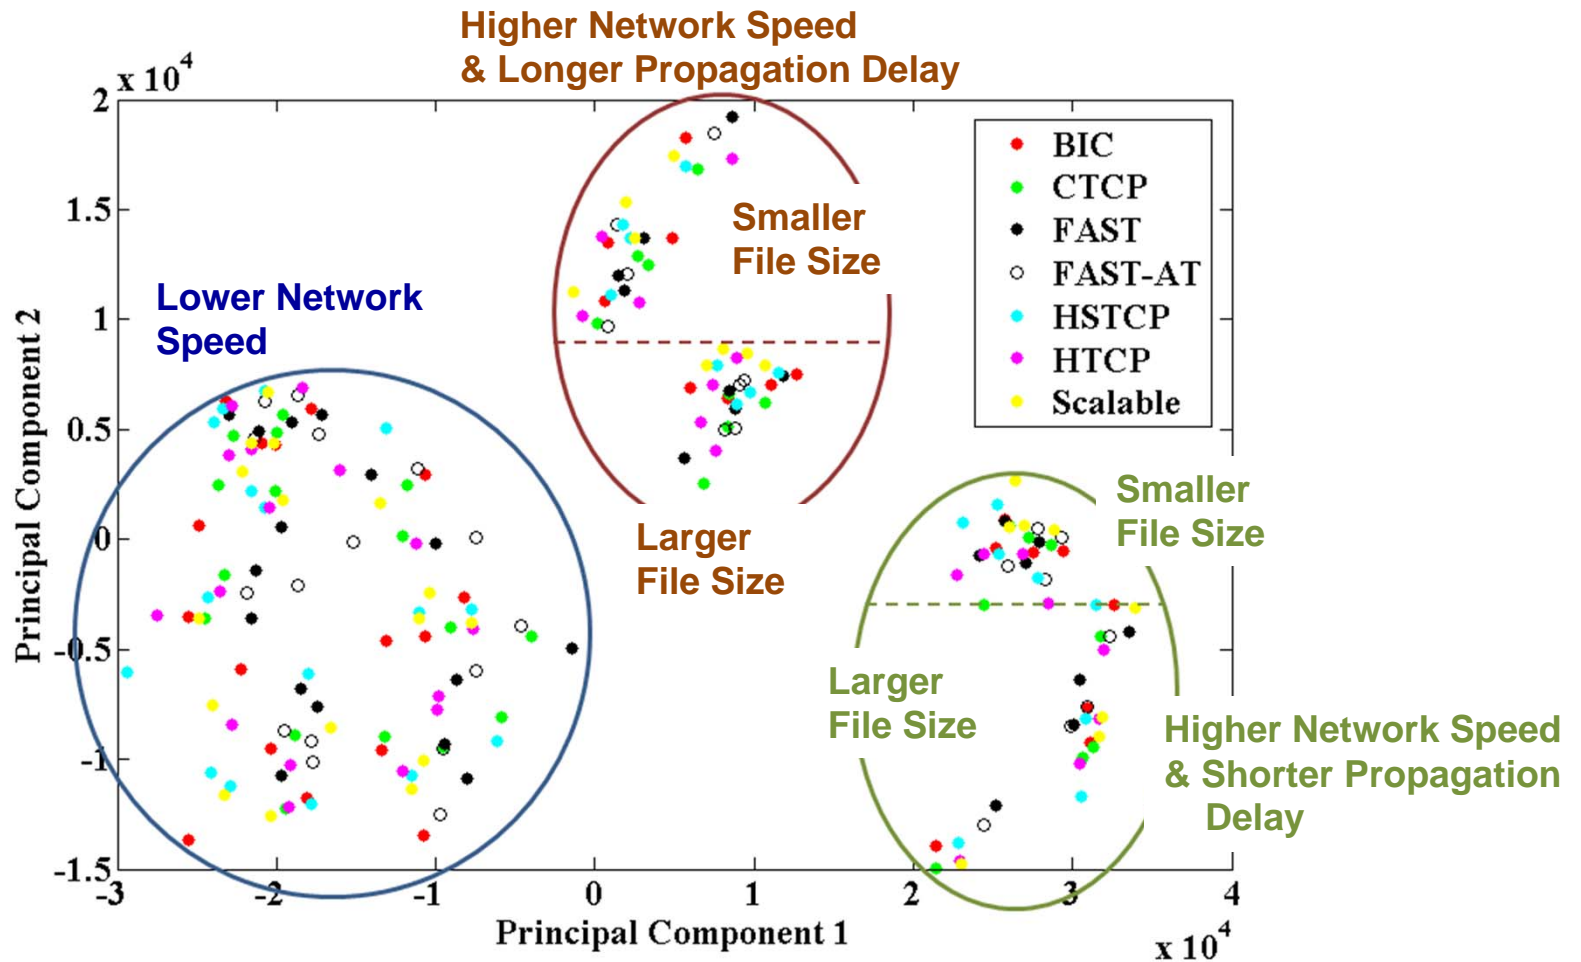 Higher Network Speed
& Longer Propagation Delay
x 10^4
2
1.5
1
0.5
0
-0.5
-1
-1.5
Principal Component 2
BIC
CTCP
FAST
FAST-AT
HSTCP
HTCP
Scalable
Smaller
File Size
Lower Network
Speed
Larger
File Size
Smaller
File Size
Larger
File Size
Higher Network Speed
& Shorter Propagation
Delay
-3 -2 -1 0 1 2 3 4
Principal Component 1
x 10^4